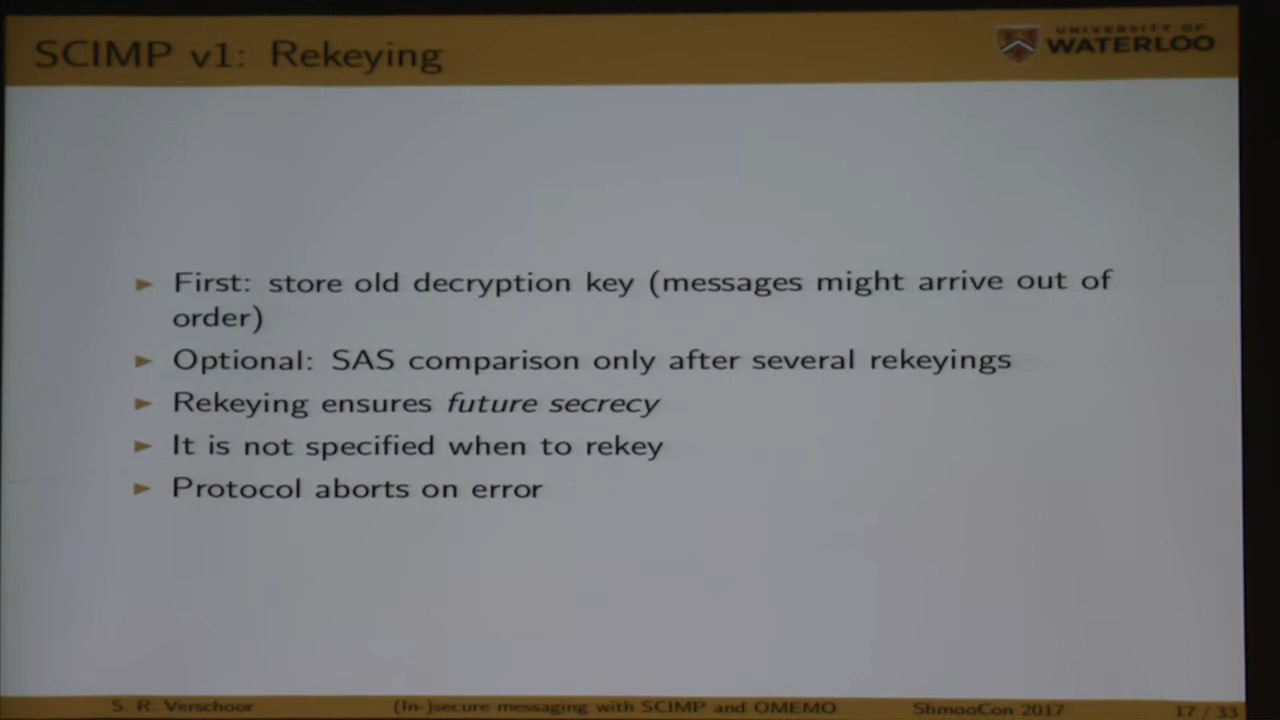 SCIMP v1: Rekeying
UNIVERSITY OF
WATERLOO
► First: store old decryption key (messages might arrive out of
order)
► Optional: SAS comparison only after several rekeyings
► Rekeying ensures future secrecy
► It is not specified when to rekey
► Protocol aborts on error
S. R. Verschoor (In-)secure messaging with SCIMP and OMEMO ShmooCon 2017 17 / 33